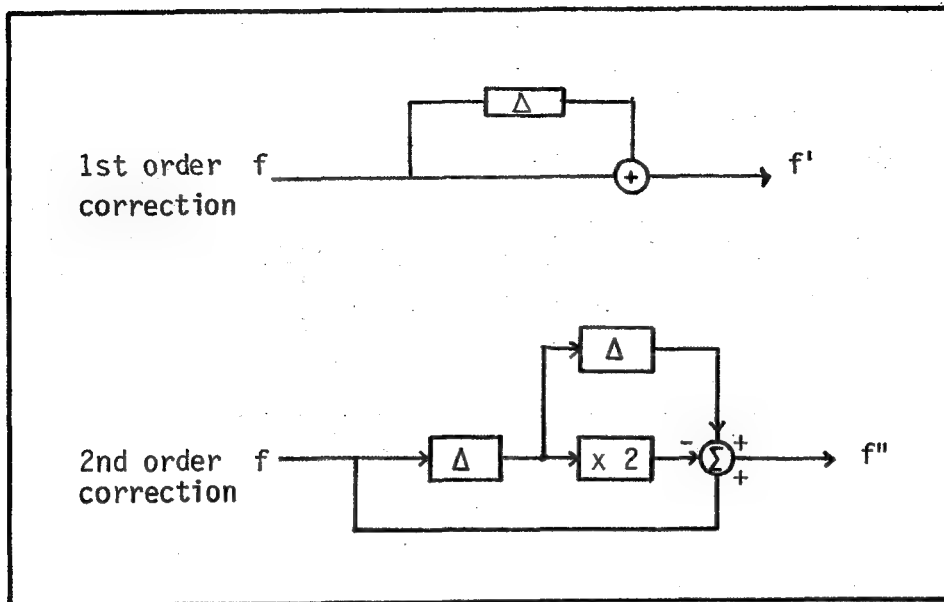 Δ
1st order f + f'
correction
Δ
2nd order f Δ x 2 - Σ + + f"
correction